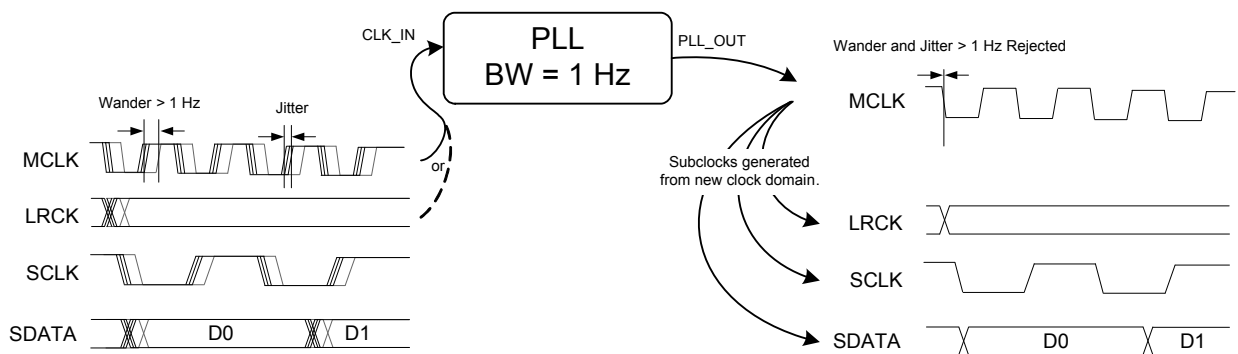 CLK_IN
PLL
BW = 1 Hz
PLL_OUT
Wander and Jitter > 1 Hz Rejected
Wander > 1 Hz
Jitter
MCLK
or
LRCK
SCLK
SDATA
D0
D1
MCLK
Subclocks generated
from new clock domain.
LRCK
SCLK
SDATA
D0
D1